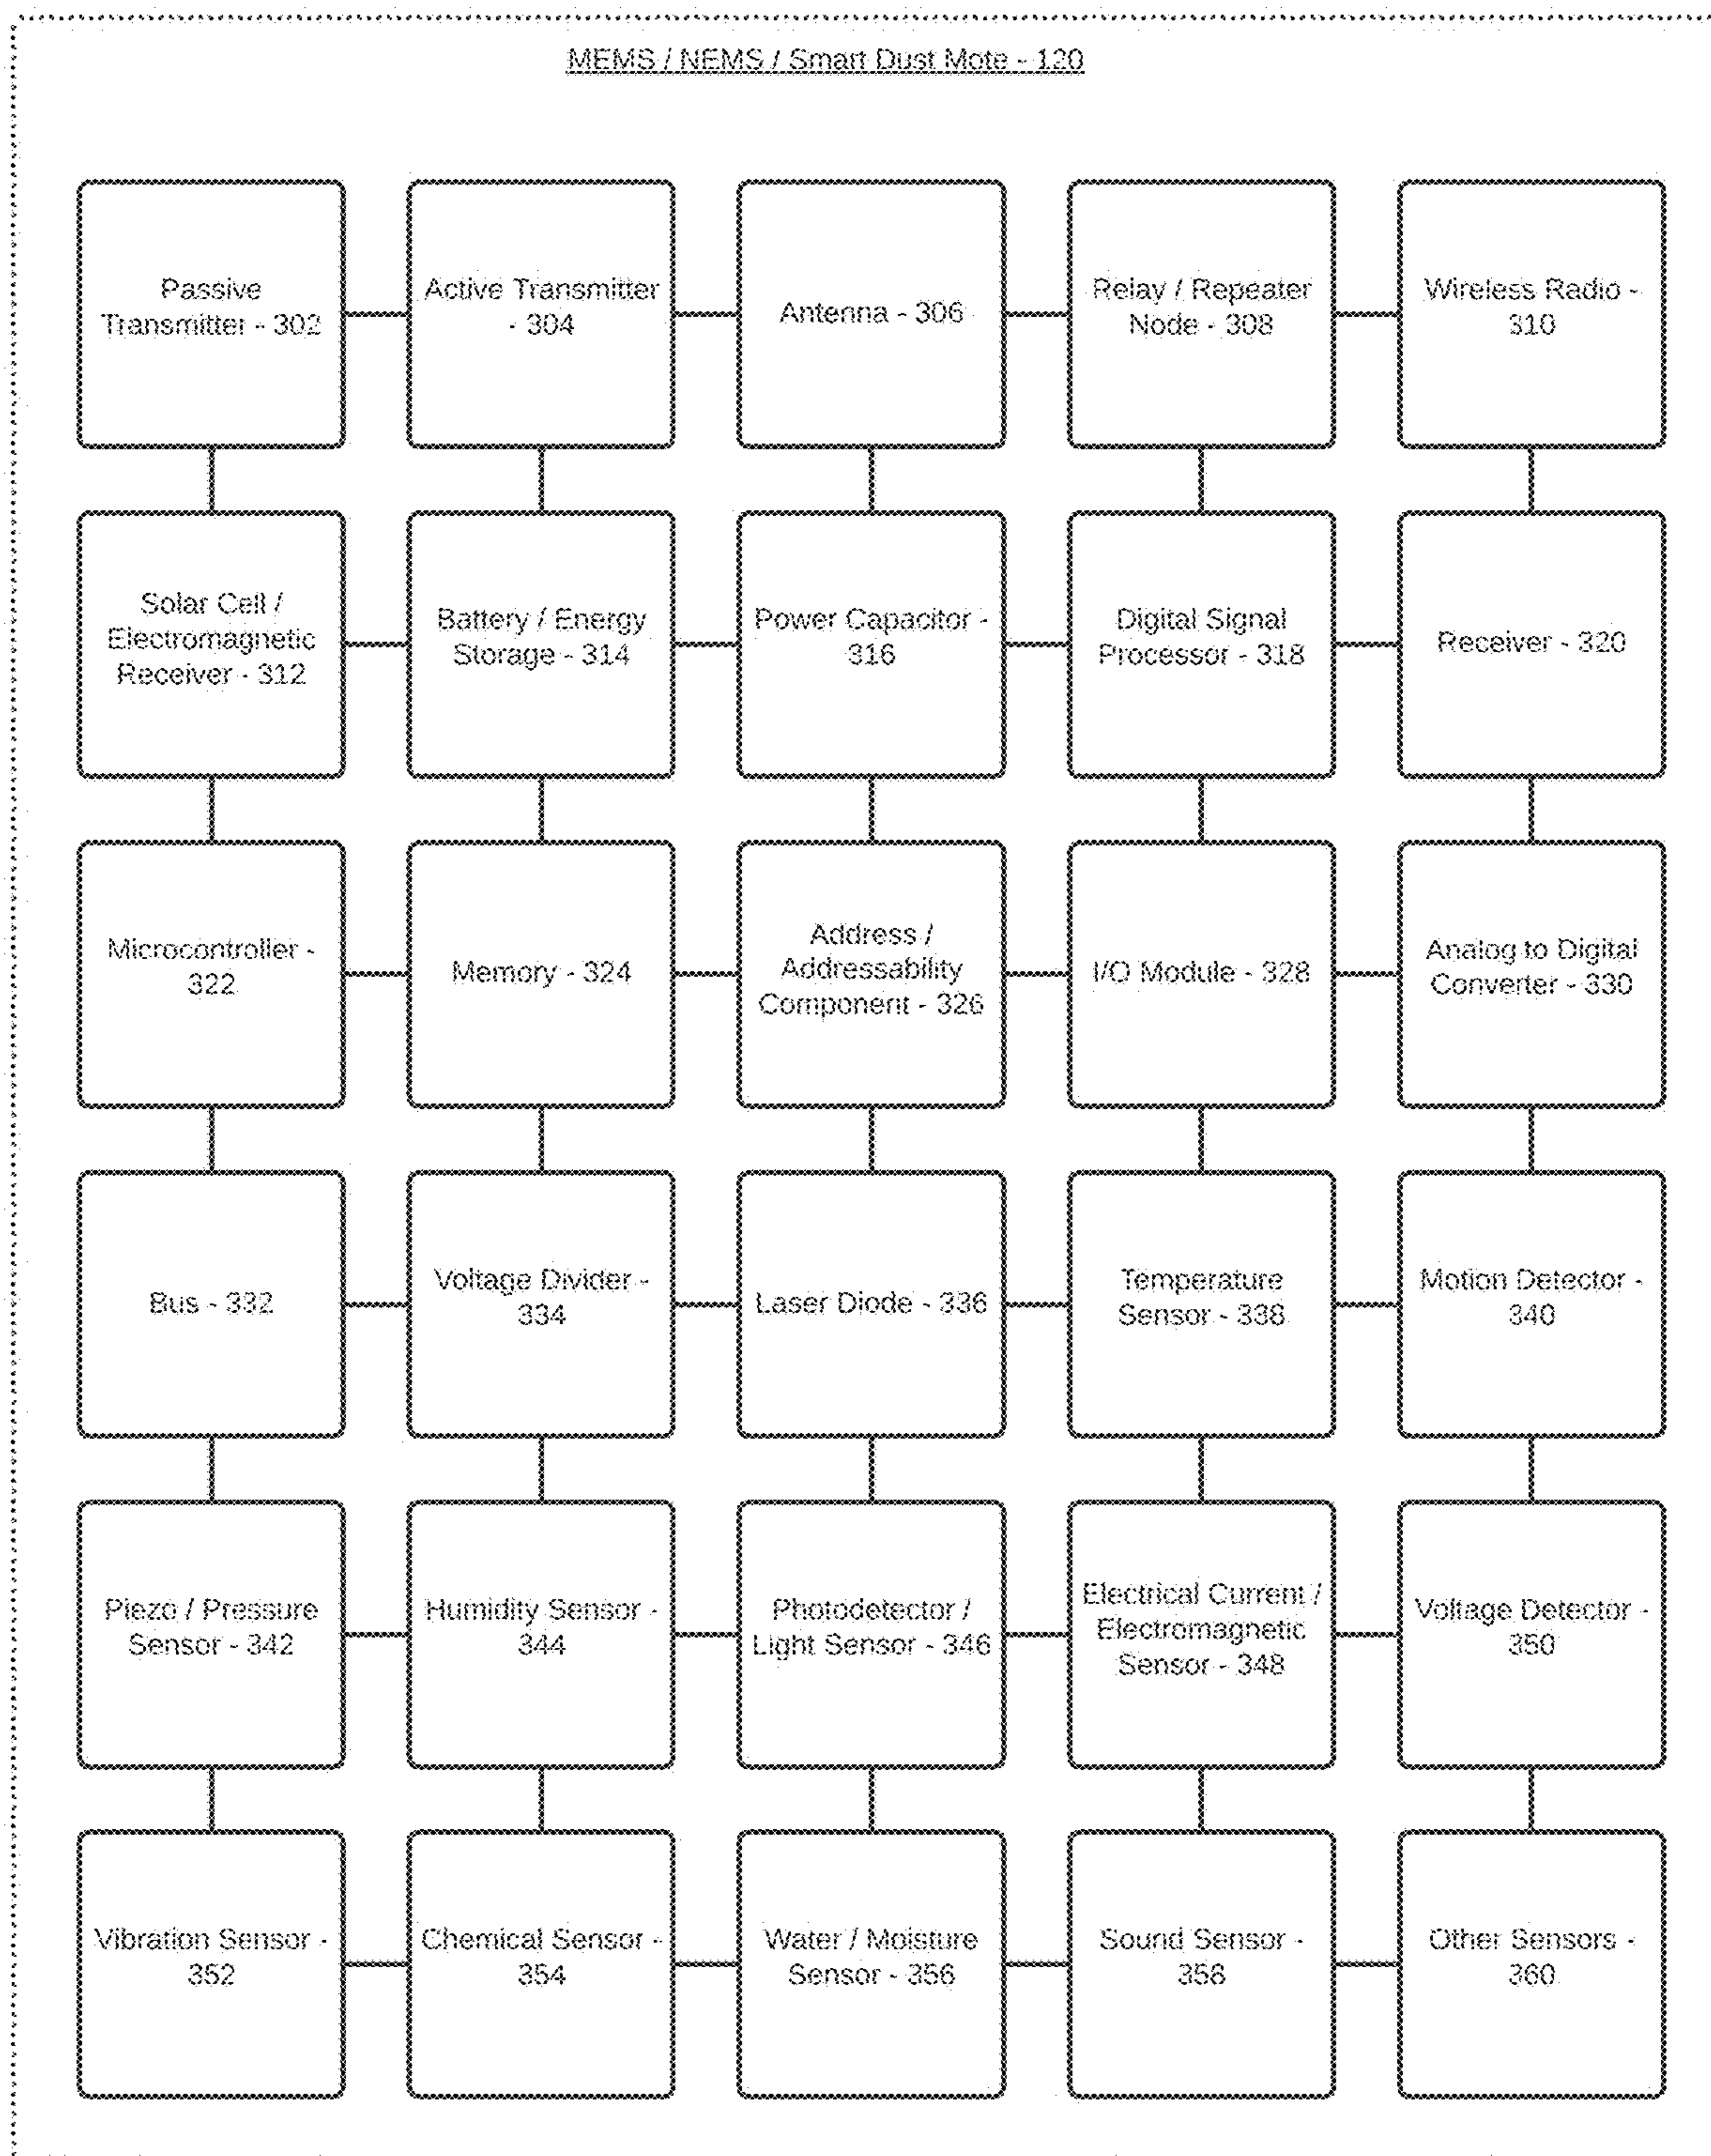 MEMS / NEMS / Smart Dust Mote - 120
Passive
Transmitter - 302
Active Transmitter
- 304
Antenna - 306
Relay / Repeater
Node - 308
Wireless Radio -
310
Solar Cell /
Electromagnetic
Receiver - 312
Battery / Energy
Storage - 314
Power Capacitor -
316
Digital Signal
Processor - 318
Receiver - 320
Microcontroller -
322
Memory - 324
Address /
Addressability
Component - 326
I/O Module - 328
Analog to Digital
Converter - 330
Bus - 332
Voltage Divider -
334
Laser Diode - 336
Temperature
Sensor - 338
Motion Detector -
340
Piezo / Pressure
Sensor - 342
Humidity Sensor -
344
Photodetector /
Light Sensor - 346
Electrical Current /
Electromagnetic
Sensor - 348
Voltage Detector -
350
Vibration Sensor -
352
Chemical Sensor -
354
Water / Moisture
Sensor - 356
Sound Sensor -
358
Other Sensors -
360